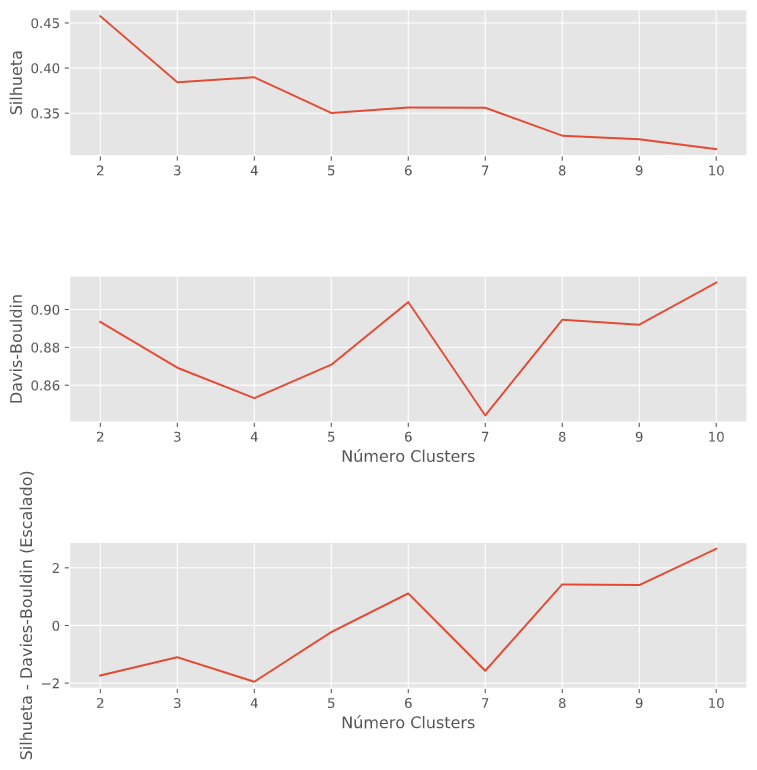 Silhueta
0.45
0.40
0.35
2 3 4 5 6 7 8 9 10
Davis-Bouldin
0.90
0.88
0.86
2 3 4 5 6 7 8 9 10
Número Clusters
Silhueta - Davies-Bouldin (Escalado)
2
0
−2
2 3 4 5 6 7 8 9 10
Número Clusters